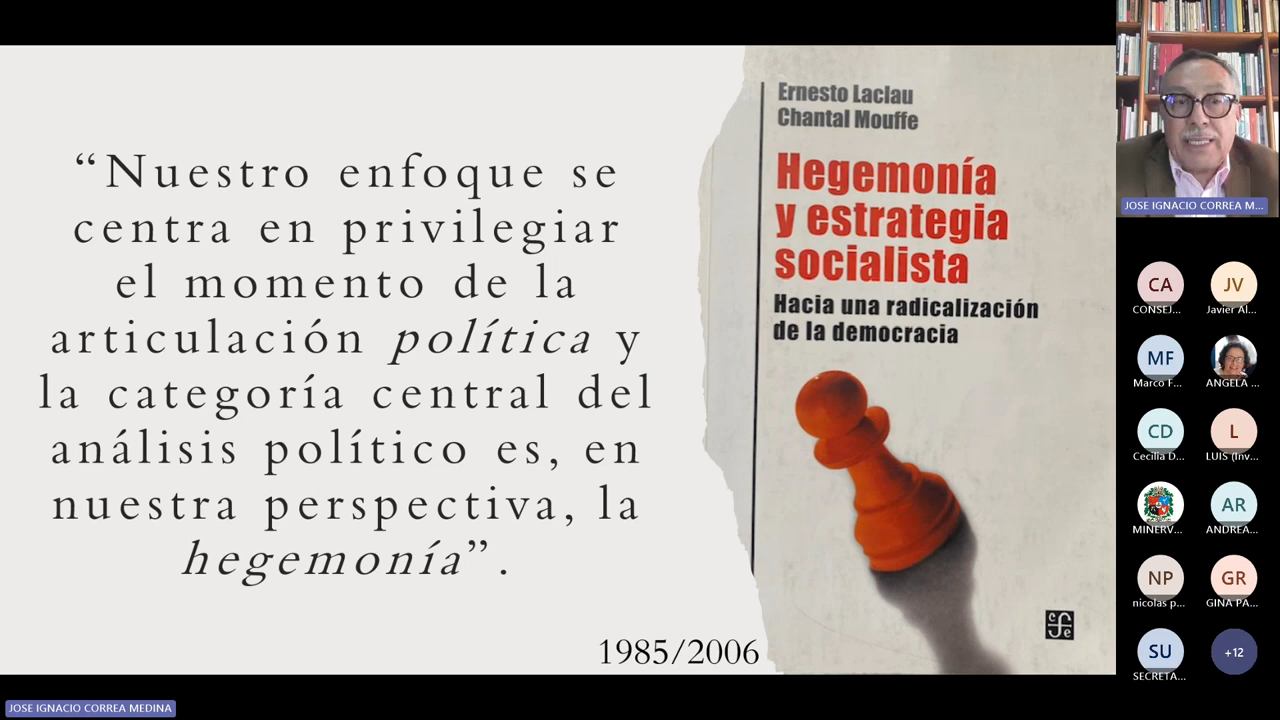 “Nuestro enfoque se
centra en privilegiar
el momento de la
articulación política y
la categoría central del
análisis político es, en
nuestra perspectiva, la
hegemonía”.
1985/2006
Ernesto Laclau
Chantal Mouffe
Hegemonía
y estrategia
socialista
Hacia una radicalización
de la democracia
cfe
JOSE IGNACIO CORREA M...
CA
CONSEJ...
JV
Javier Al...
MF
Marco F...
ANGELA ...
CD
Cecilia D...
L
LUIS (Inv...
MINERV...
AR
ANDREA...
NP
nicolas p...
GR
GINA PA...
SU
SECRETA...
+12
JOSE IGNACIO CORREA MEDINA